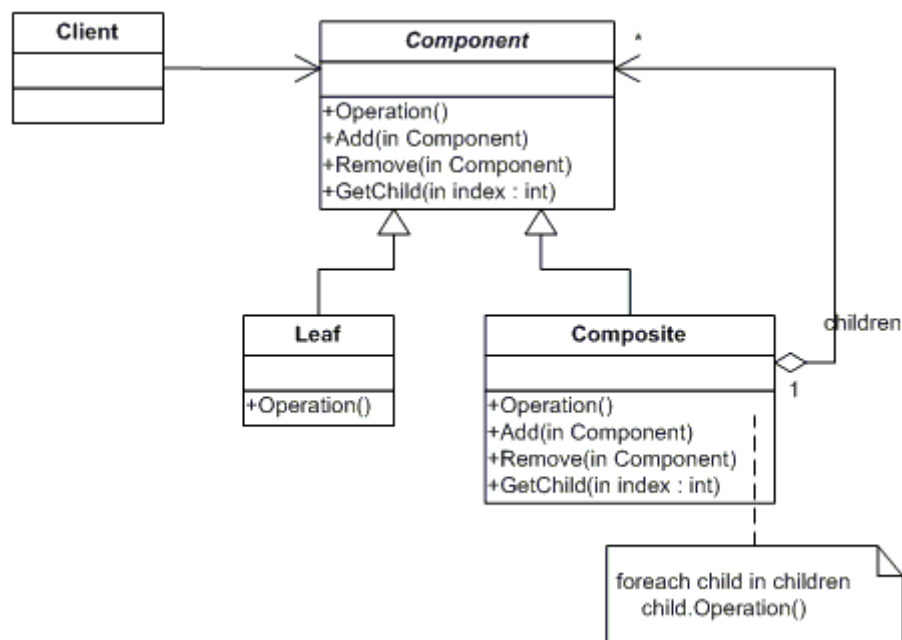 Client
Component
*
+Operation()
+Add(in Component)
+Remove(in Component)
+GetChild(in index : int)
children
Leaf
+Operation()
Composite
1
+Operation()
+Add(in Component)
+Remove(in Component)
+GetChild(in index : int)
foreach child in children
child.Operation()